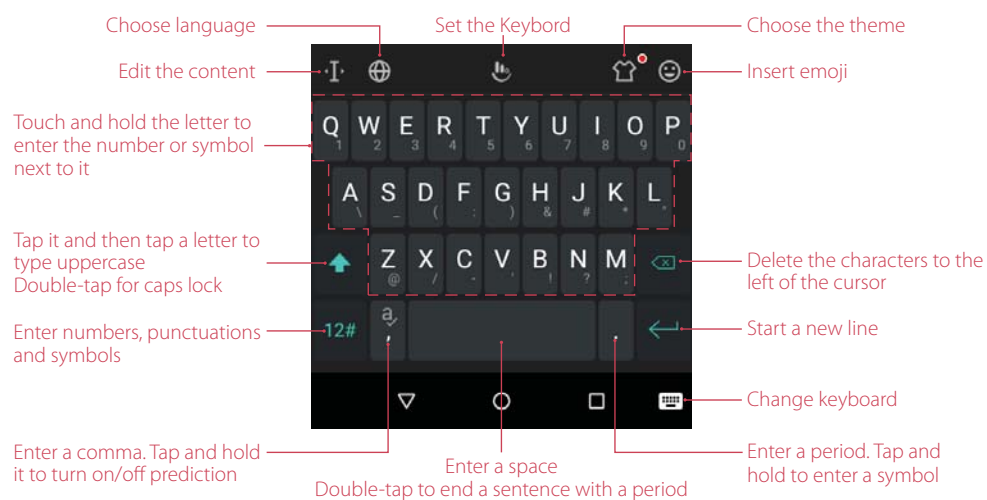 Choose language
Set the Keybord
Choose the theme
Edit the content
Insert emoji
Touch and hold the letter to
enter the number or symbol
next to it
Q W E R T Y U I O P
1 2 3 4 5 6 7 8 9 0
A S D F G H J K L
\ _ ( : ) & # * "
Tap it and then tap a letter to
type uppercase
Double-tap for caps lock
Z X C V B N M
@ / - ' ! ? ;
Delete the characters to the
left of the cursor
Enter numbers, punctuations
and symbols
12#
a
,
.
Start a new line
Change keyboard
Enter a comma. Tap and hold
it to turn on/off prediction
Enter a space
Double-tap to end a sentence with a period
Enter a period. Tap and
hold to enter a symbol